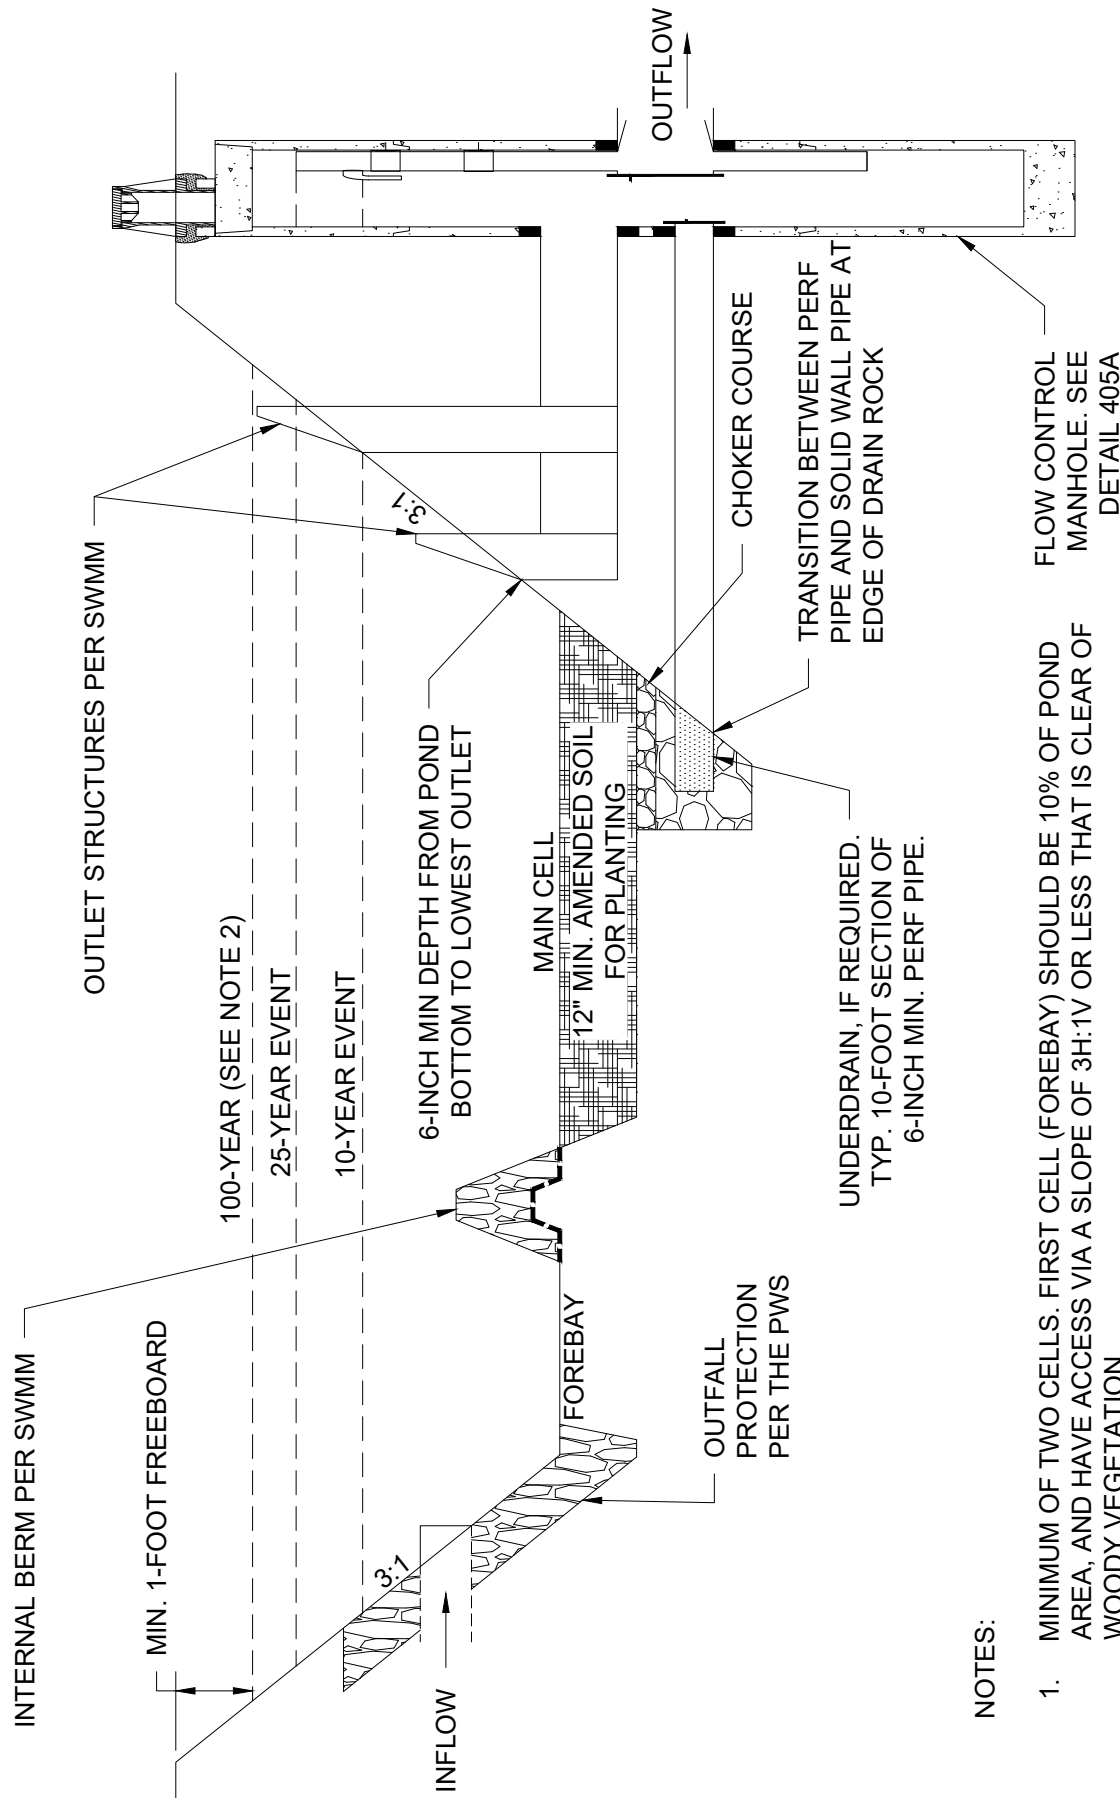 INTERNAL BERM PER SWMM
OUTLET STRUCTURES PER SWMM
MIN. 1-FOOT FREEBOARD
100-YEAR (SEE NOTE 2)
25-YEAR EVENT
10-YEAR EVENT
3:1
3:1
INFLOW
6-INCH MIN DEPTH FROM POND
BOTTOM TO LOWEST OUTLET
FOREBAY
MAIN CELL
12" MIN. AMENDED SOIL
FOR PLANTING
OUTFLOW
OUTFALL
PROTECTION
PER THE PWS
CHOKER COURSE
TRANSITION BETWEEN PERF
PIPE AND SOLID WALL PIPE AT
EDGE OF DRAIN ROCK
UNDERDRAIN, IF REQUIRED.
TYP. 10-FOOT SECTION OF
6-INCH MIN. PERF PIPE.
FLOW CONTROL
MANHOLE. SEE
DETAIL 405A
NOTES:
1. MINIMUM OF TWO CELLS. FIRST CELL (FOREBAY) SHOULD BE 10% OF POND
AREA, AND HAVE ACCESS VIA A SLOPE OF 3H:1V OR LESS THAT IS CLEAR OF
WOODY VEGETATION